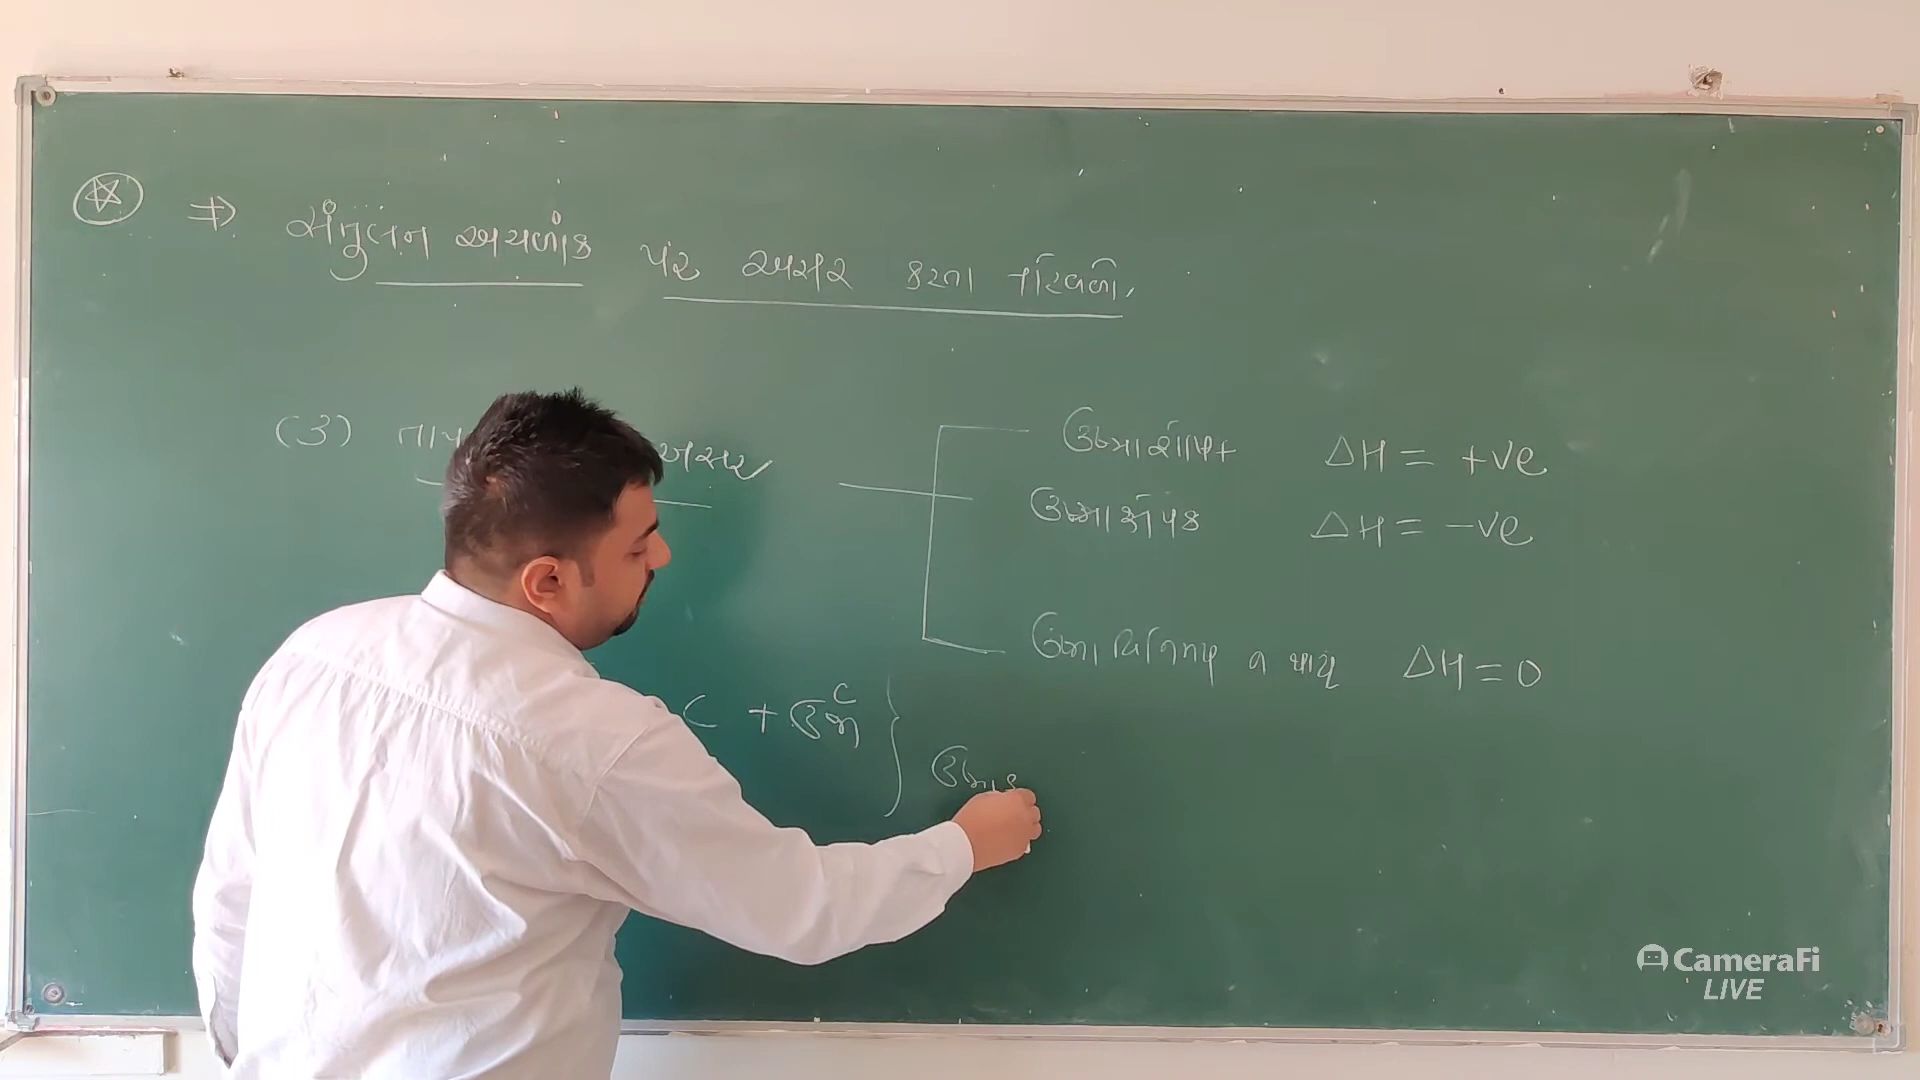 ⇒ સંતુલન અચળાંક પર અસર કરતા પરિબળો,
(3) તાપ અસર
ઉષ્માશોષક ΔH = +ve
ઉષ્માક્ષેપક ΔH = -ve
ઉષ્મા વિનિમય ન થાય ΔH = 0
C + ઉર્જા }
CameraFi
LIVE